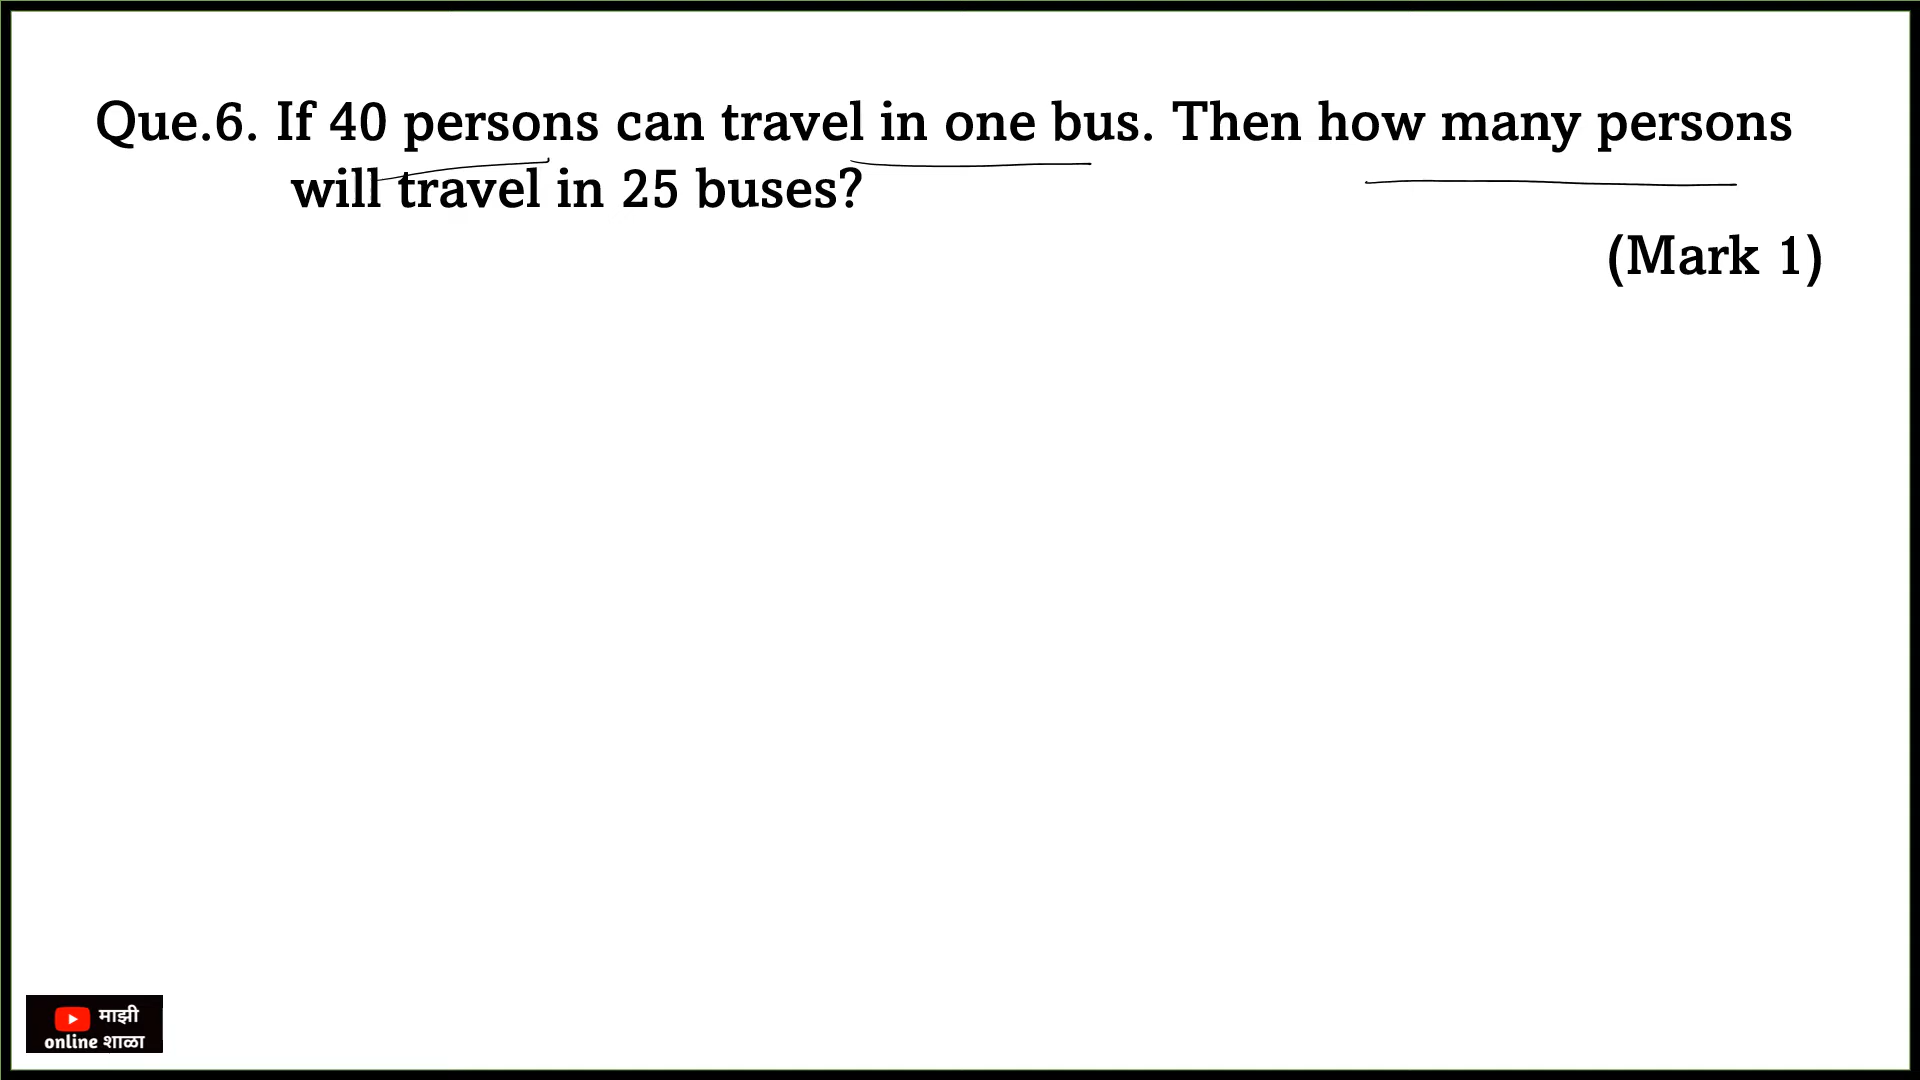 Que.6. If 40 persons can travel in one bus. Then how many persons
will travel in 25 buses?
(Mark 1)
माझी
online शाळा